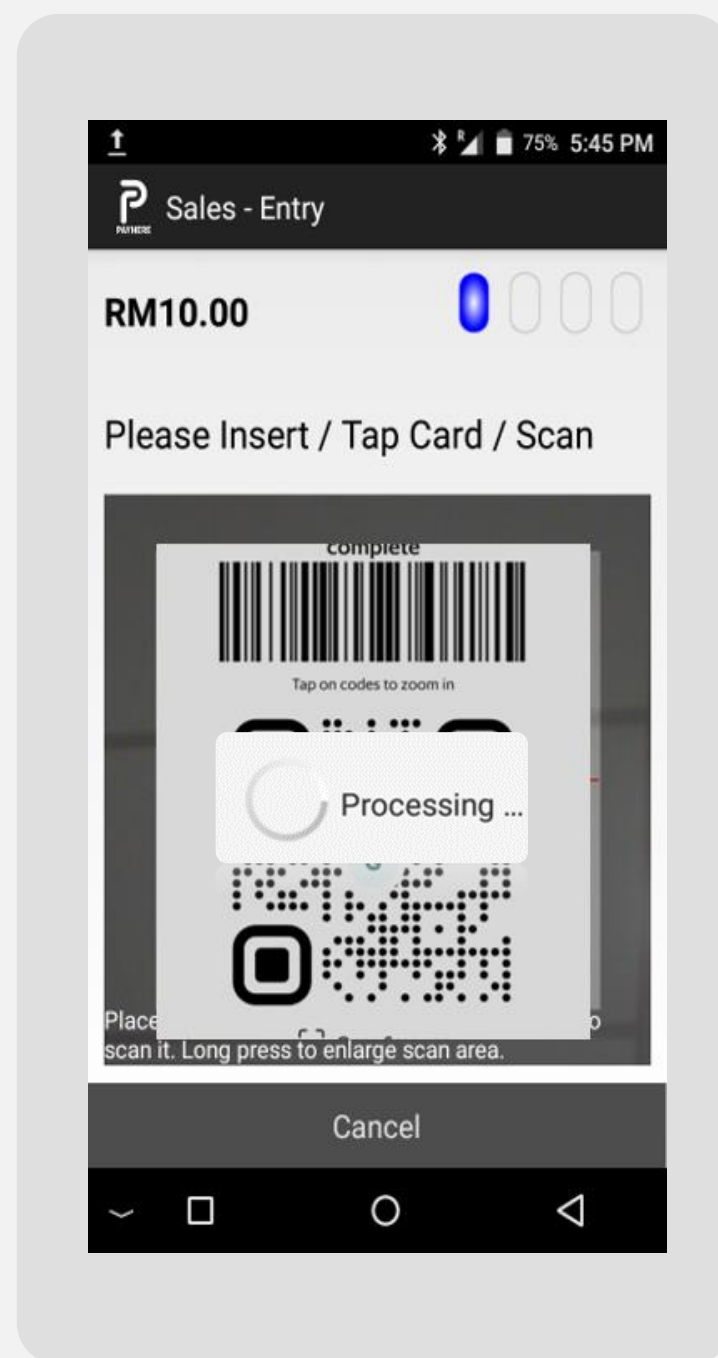 75% 5:45 PM
PAYHERE
Sales - Entry
RM10.00
Please Insert / Tap Card / Scan
complete
Tap on codes to zoom in
Processing ...
Place
scan it. Long press to enlarge scan area.
Cancel